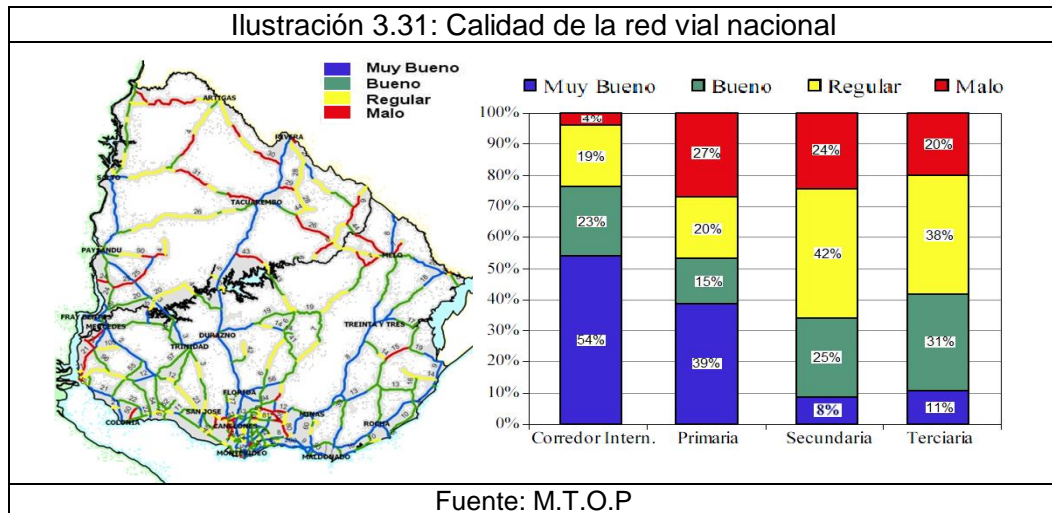 Ilustración 3.31: Calidad de la red vial nacional
Muy Bueno
Bueno
Regular
Malo
ARTIGAS
RIVERA
SALTO
TACUAREMBO
PAYSANDU
MELO
FRAY BENTOS
MERCEDES
DURAZNO
TREINTA Y TRES
TRINIDAD
FLORIDA
SAN JOSE
MINAS
COLONIA
CANELONES
ROCHA
MONTEVIDEO
MALDONADO
Muy Bueno Bueno Regular Malo
100%
90%
80%
70%
60%
50%
40%
30%
20%
10%
0%
4%
19%
23%
54%
27%
20%
15%
39%
24%
42%
25%
8%
20%
38%
31%
11%
Corredor Intern. Primaria Secundaria Terciaria
Fuente: M.T.O.P